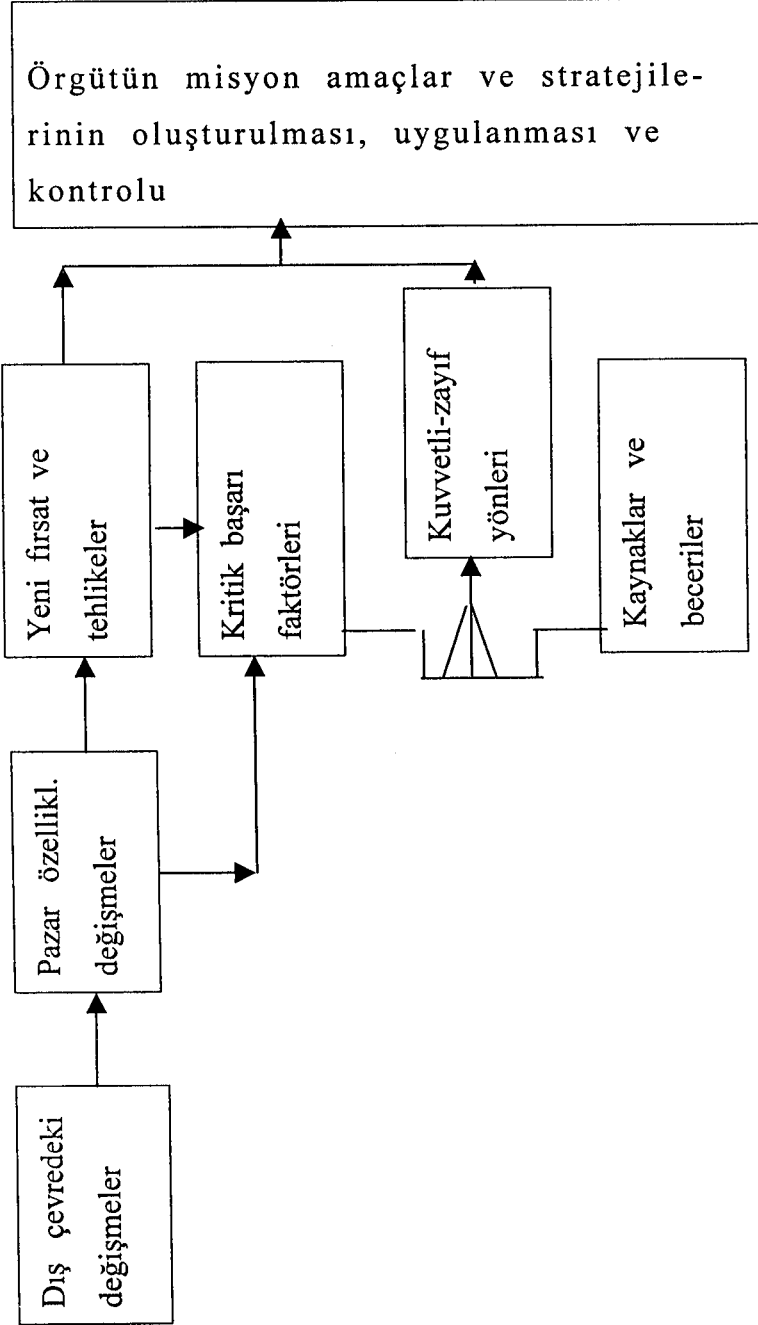 Örgütün misyon amaçlar ve stratejile-
rinin oluşturulması, uygulanması ve
kontrolu
Yeni fırsat ve
tehlikeler
Kritik başarı
faktörleri
Kuvvetli-zayıf
yönleri
Kaynaklar ve
beceriler
Pazar özellikl.
değişmeler
Dış çevredeki
değişmeler